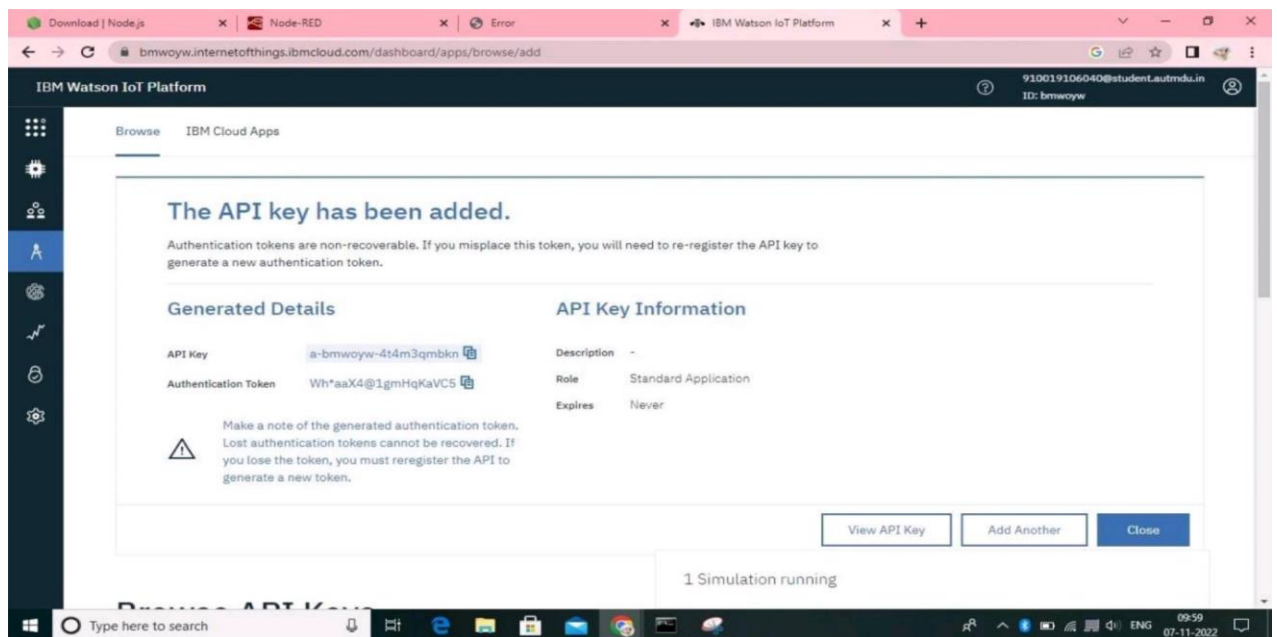 Download | Node.js
Node-RED
Error
IBM Watson IoT Platform
bmwoyw.internetofthings.ibmcloud.com/dashboard/apps/browse/add
IBM Watson IoT Platform
910019106040@student.autmdu.in
ID: bmwoyw
Browse IBM Cloud Apps
The API key has been added.
Authentication tokens are non-recoverable. If you misplace this token, you will need to re-register the API key to
generate a new authentication token.
Generated Details
API Key a-bmwoyw-4t4m3qmbkn
Authentication Token Wh*aaX4@1gmHqKaVC5
Make a note of the generated authentication token.
Lost authentication tokens cannot be recovered. If
you lose the token, you must reregister the API to
generate a new token.
API Key Information
Description -
Role Standard Application
Expires Never
View API Key Add Another Close
1 Simulation running
Browse API Keys
Type here to search
ENG
09:59
07-11-2022